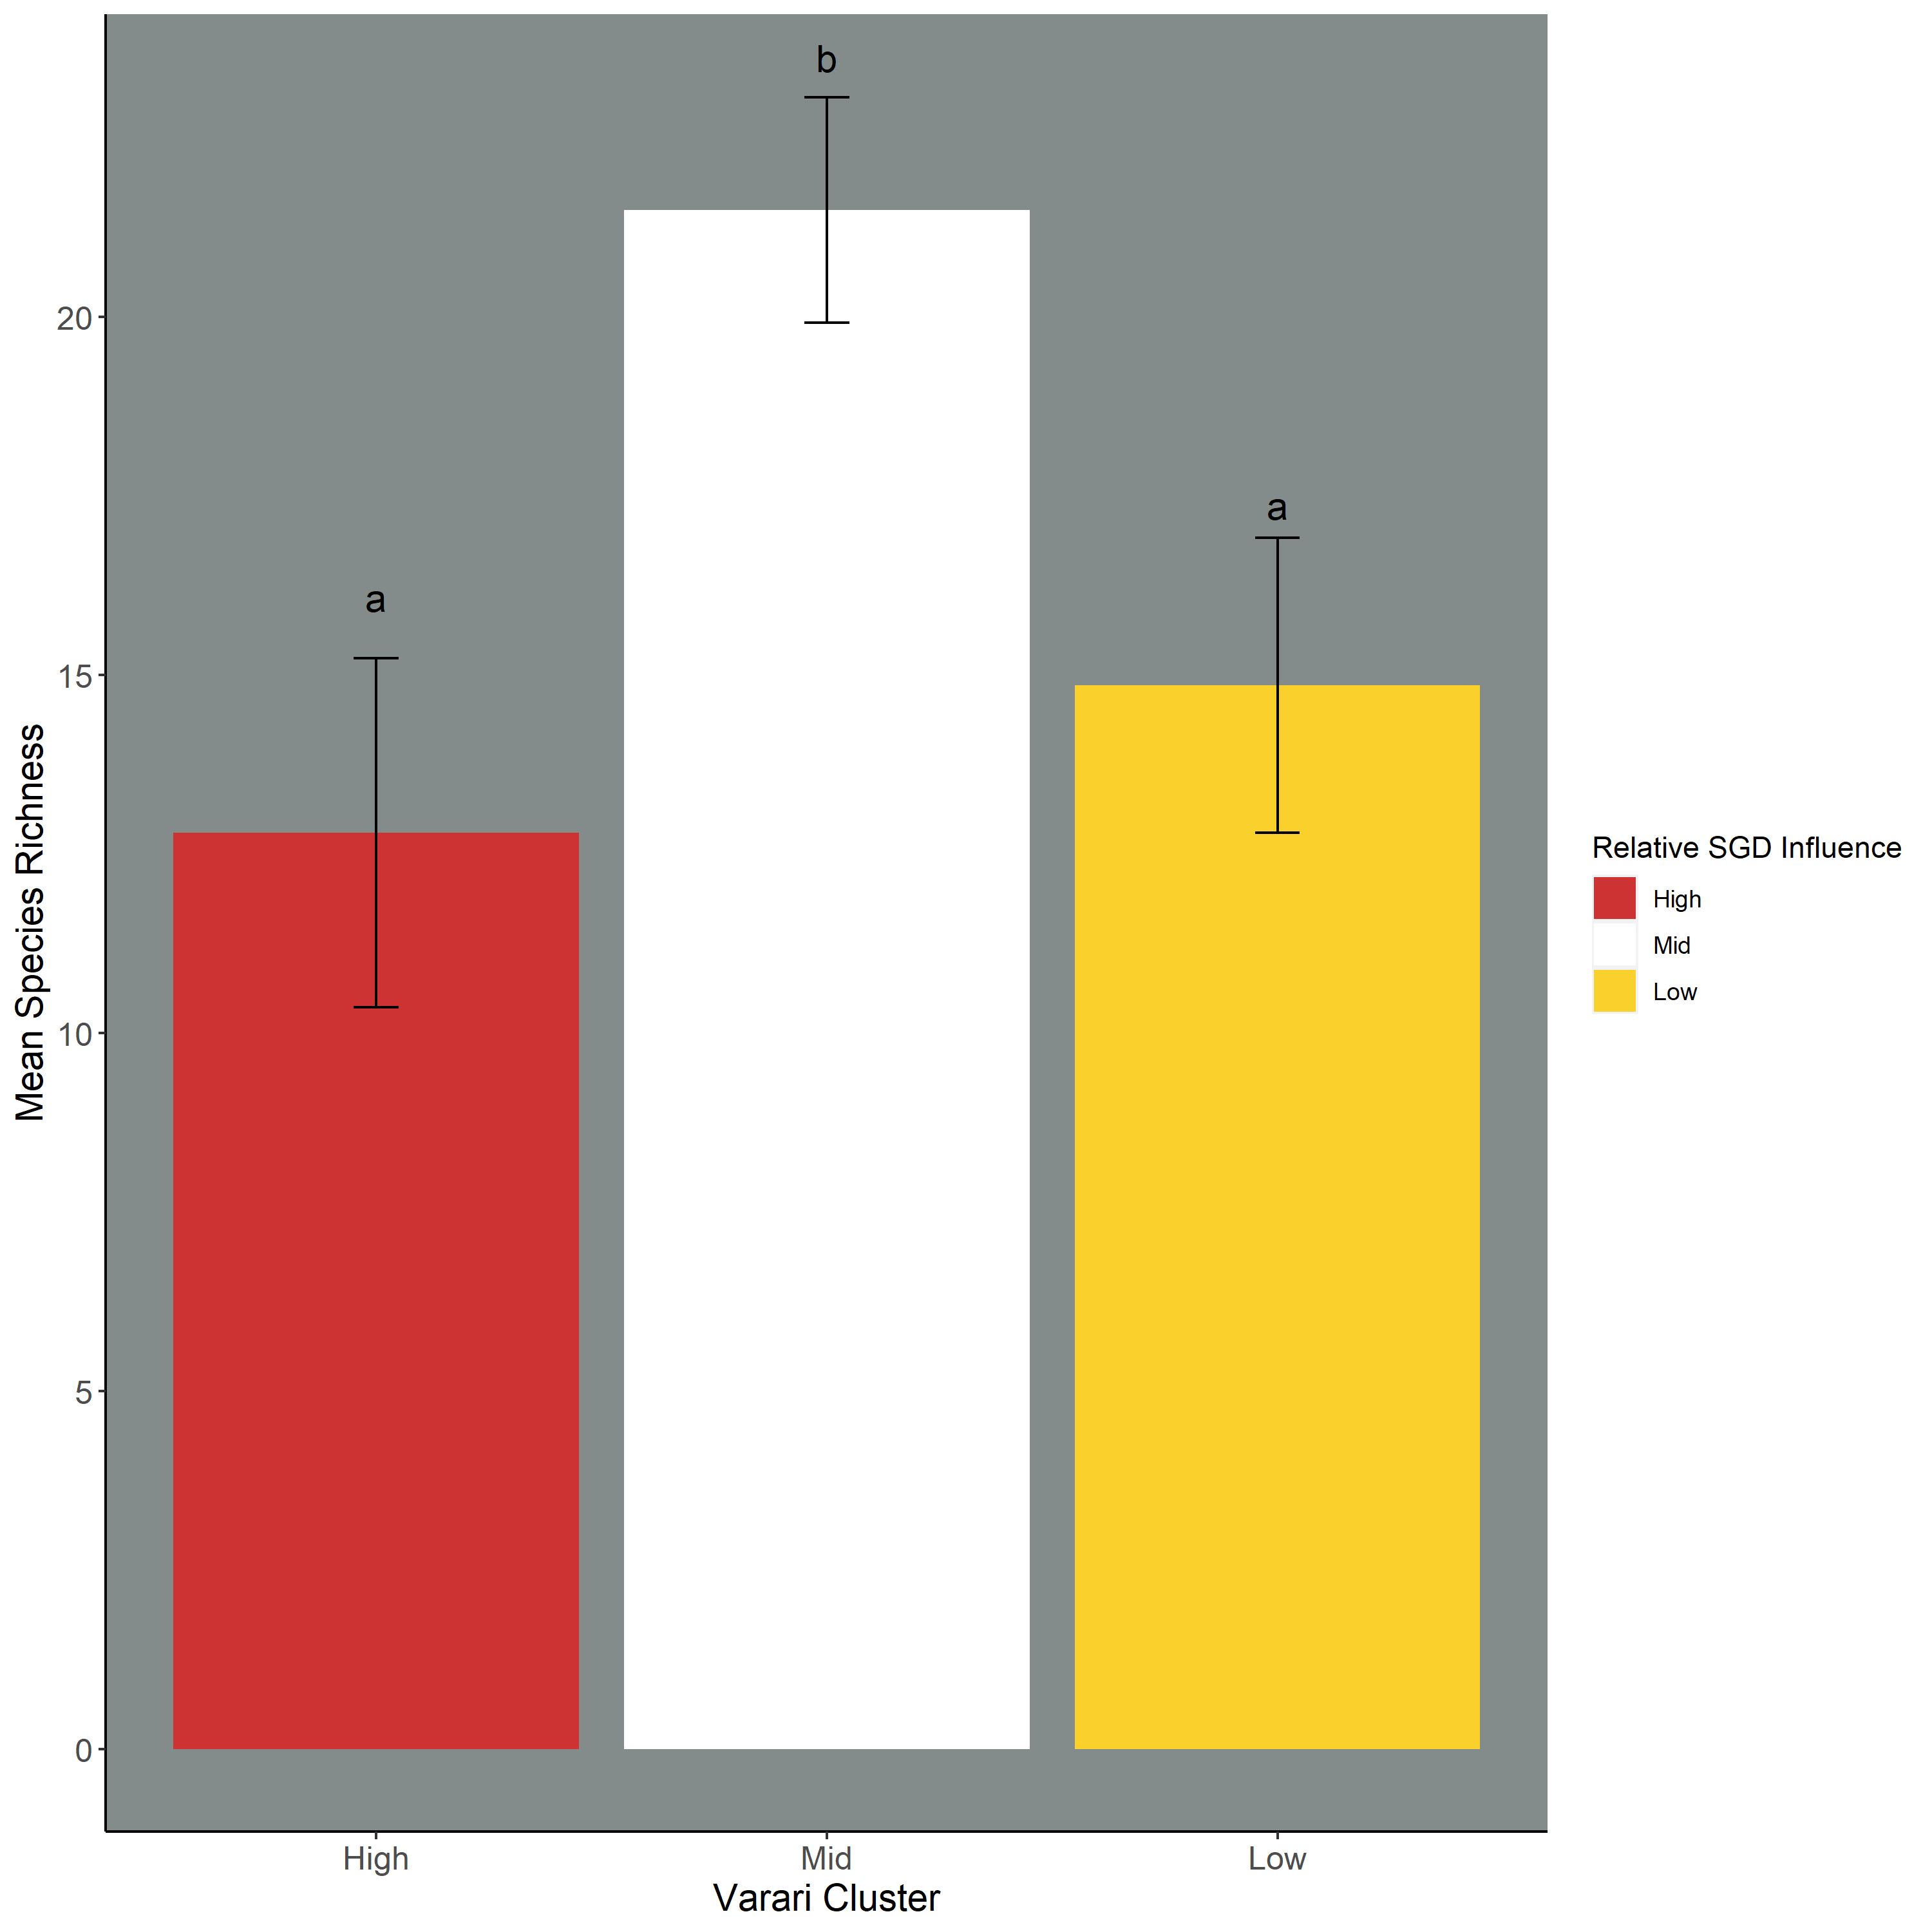 b
a
a
20
15
10
5
0
Mean Species Richness
High Mid Low
Varari Cluster
Relative SGD Influence
High
Mid
Low